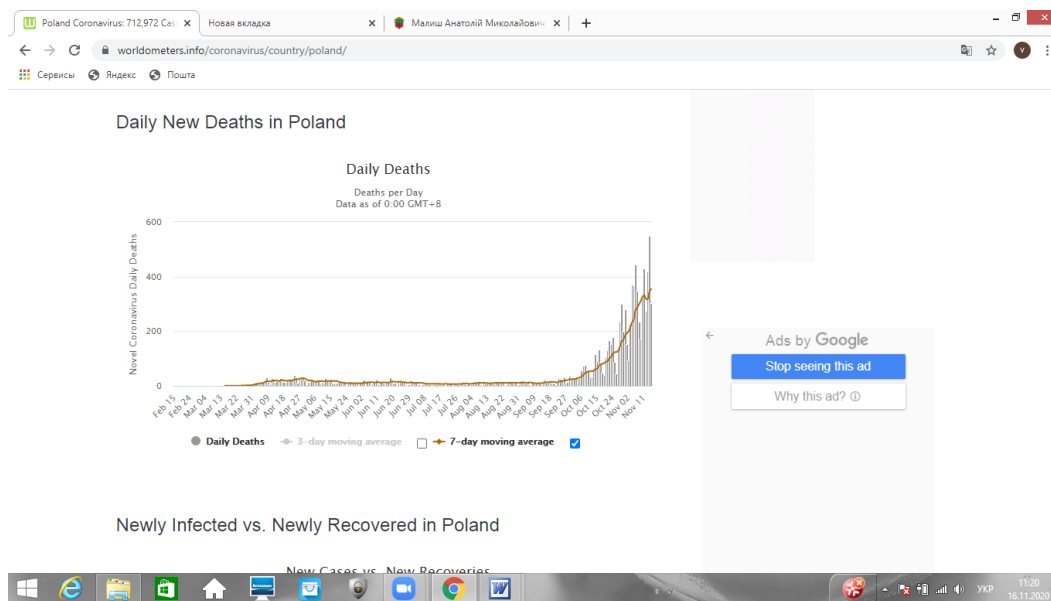 Poland Coronavirus: 712,972 Cas
Новая вкладка
Малиш Анатолій Миколайович
worldometers.info/coronavirus/country/poland/
V
Сервисы Яндекс Пошта
Daily New Deaths in Poland
Daily Deaths
Deaths per Day
Data as of 0:00 GMT+8
Novel Coronavirus Daily Deaths
600
400
200
0
Feb 15 Feb 24 Mar 04 Mar 13 Mar 22 Mar 31 Apr 09 Apr 18 Apr 27 May 06 May 15 May 24 Jun 02 Jun 11 Jun 20 Jun 29 Jul 08 Jul 17 Jul 26 Aug 04 Aug 13 Aug 22 Aug 31 Sep 09 Sep 18 Sep 27 Oct 06 Oct 15 Oct 24 Nov 02 Nov 11
Daily Deaths 3-day moving average 7-day moving average
Ads by Google
Stop seeing this ad
Why this ad?
Newly Infected vs. Newly Recovered in Poland
New Cases vs. New Recoveries
УКР
11:20
16.11.2020